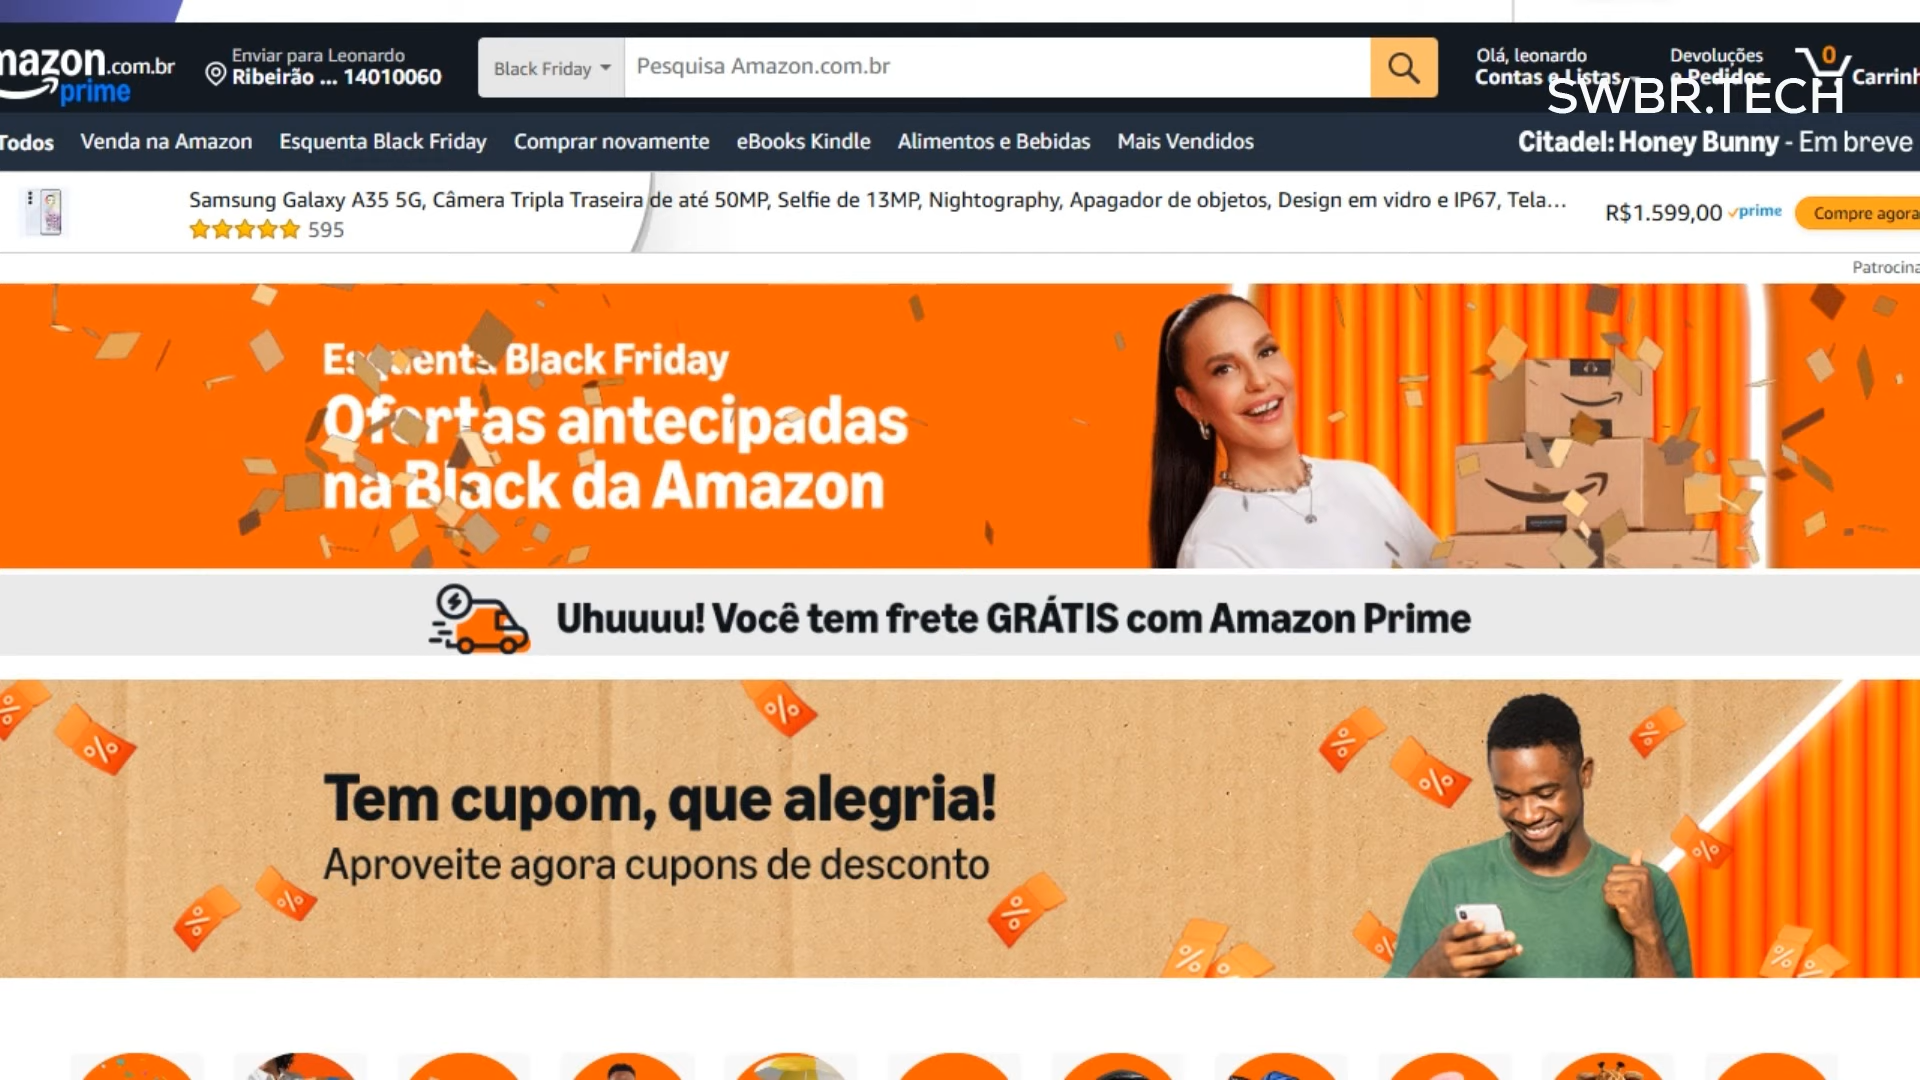 mazon.com.br
prime
Enviar para Leonardo
Ribeirão ... 14010060
Black Friday
Pesquisa Amazon.com.br
Olá, leonardo
Contas e Listas
Devoluções
e Pedidos
0
Carrinh
SWBR.TECH
Todos
Venda na Amazon
Esquenta Black Friday
Comprar novamente
eBooks Kindle
Alimentos e Bebidas
Mais Vendidos
Citadel: Honey Bunny - Em breve
Samsung Galaxy A35 5G, Câmera Tripla Traseira de até 50MP, Selfie de 13MP, Nightography, Apagador de objetos, Design em vidro e IP67, Tela...
595
R$1.599,00
prime
Compre agora
Patrocina
Esquenta Black Friday
Ofertas antecipadas
na Black da Amazon
Uhuuuu! Você tem frete GRÁTIS com Amazon Prime
Tem cupom, que alegria!
Aproveite agora cupons de desconto